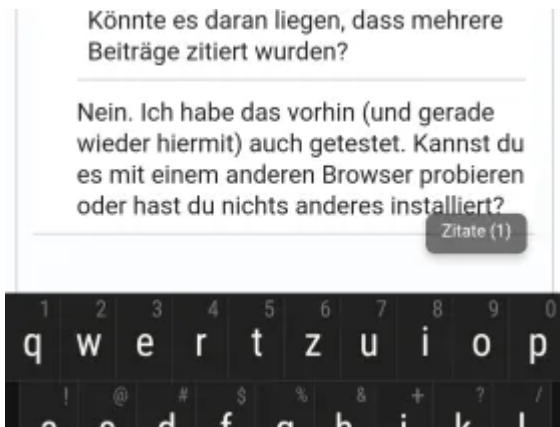 Könnte es daran liegen, dass mehrere
Beiträge zitiert wurden?
Nein. Ich habe das vorhin (und gerade
wieder hiermit) auch getestet. Kannst du
es mit einem anderen Browser probieren
oder hast du nichts anderes installiert?
Zitate (1)
1 2 3 4 5 6 7 8 9 0
q w e r t z u i o p
! @ # $ % & + ? /